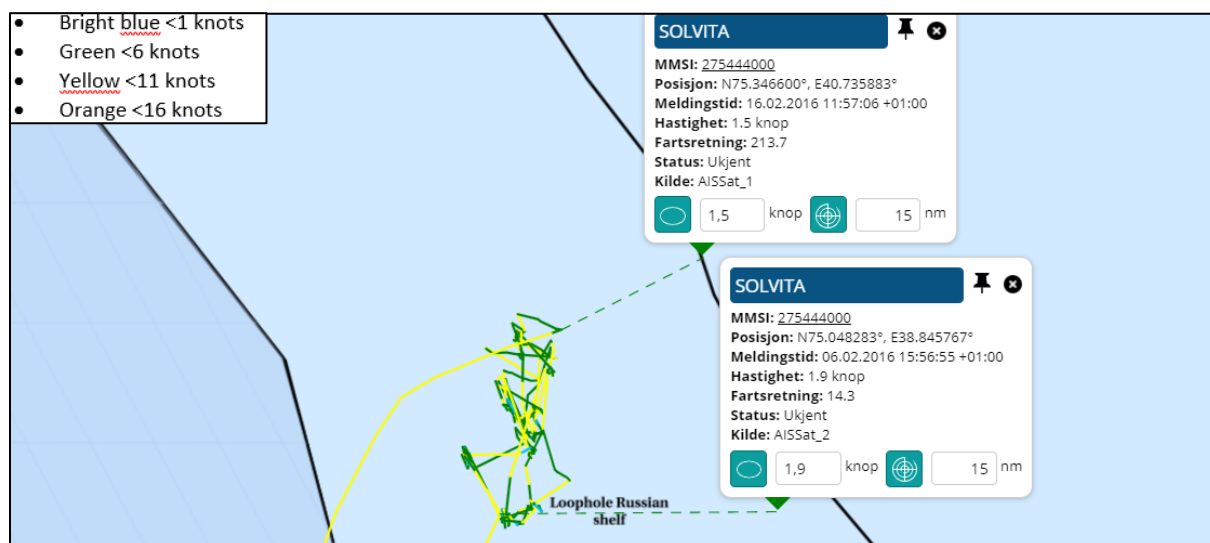 • Bright blue <1 knots
• Green <6 knots
• Yellow <11 knots
• Orange <16 knots
SOLVITA
MMSI: 275444000
Posisjon: N75.346600°, E40.735883°
Meldingstid: 16.02.2016 11:57:06 +01:00
Hastighet: 1.5 knop
Fartsretning: 213.7
Status: Ukjent
Kilde: AISSat_1
1,5 knop 15 nm
SOLVITA
MMSI: 275444000
Posisjon: N75.048283°, E38.845767°
Meldingstid: 06.02.2016 15:56:55 +01:00
Hastighet: 1.9 knop
Fartsretning: 14.3
Status: Ukjent
Kilde: AISSat_2
1,9 knop 15 nm
Loophole Russian
shelf